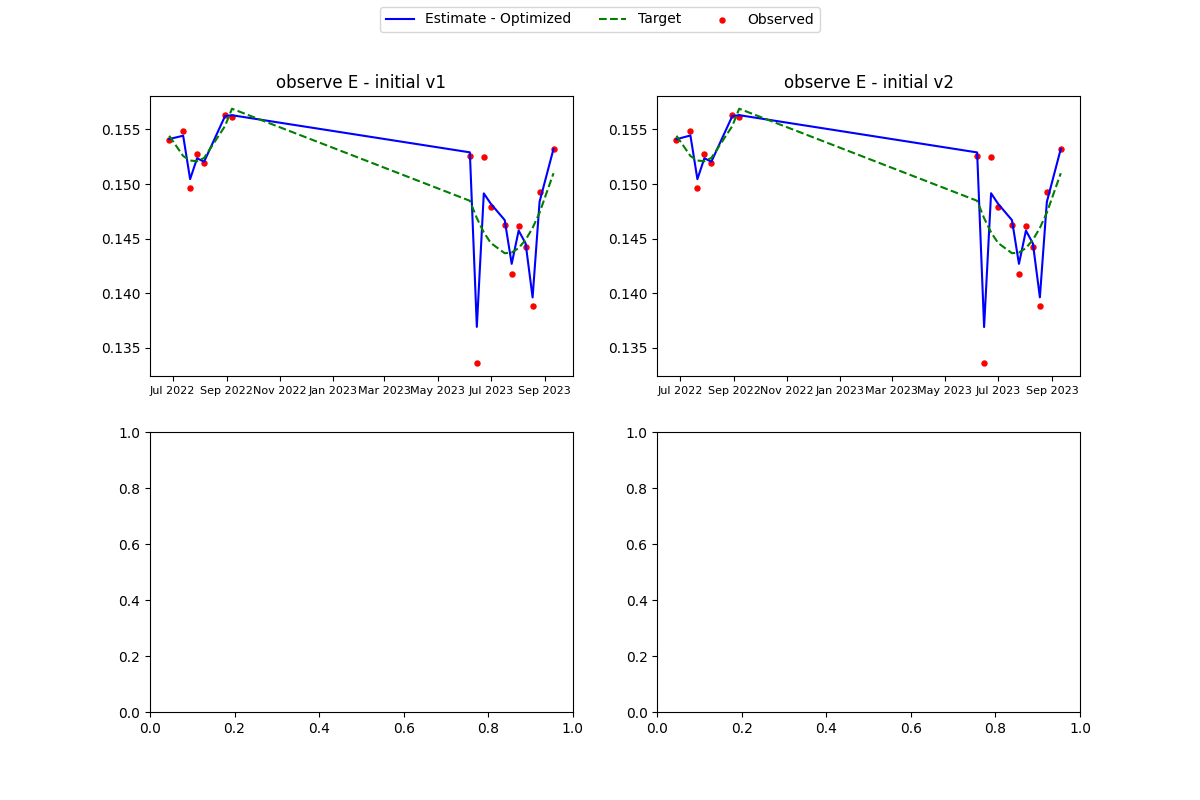 Estimate - Optimized Target Observed
observe E - initial v1 observe E - initial v2
0.155 0.155
0.150 0.150
0.145 0.145
0.140 0.140
0.135 0.135
Jul 2022 Sep 2022 Nov 2022 Jan 2023 Mar 2023 May 2023 Jul 2023 Sep 2023 Jul 2022 Sep 2022 Nov 2022 Jan 2023 Mar 2023 May 2023 Jul 2023 Sep 2023
1.0 1.0
0.8 0.8
0.6 0.6
0.4 0.4
0.2 0.2
0.0 0.0
0.0 0.2 0.4 0.6 0.8 1.0 0.0 0.2 0.4 0.6 0.8 1.0